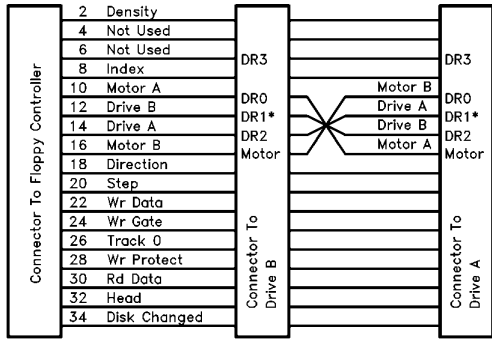 Connector To Floppy Controller
2 Density
4 Not Used
6 Not Used
8 Index
10 Motor A
12 Drive B
14 Drive A
16 Motor B
18 Direction
20 Step
22 Wr Data
24 Wr Gate
26 Track 0
28 Wr Protect
30 Rd Data
32 Head
34 Disk Changed
DR3
DR0
DR1*
DR2
Motor
Connector To
Drive B
Motor B
Drive A
Drive B
Motor A
DR3
DR0
DR1*
DR2
Motor
Connector To
Drive A